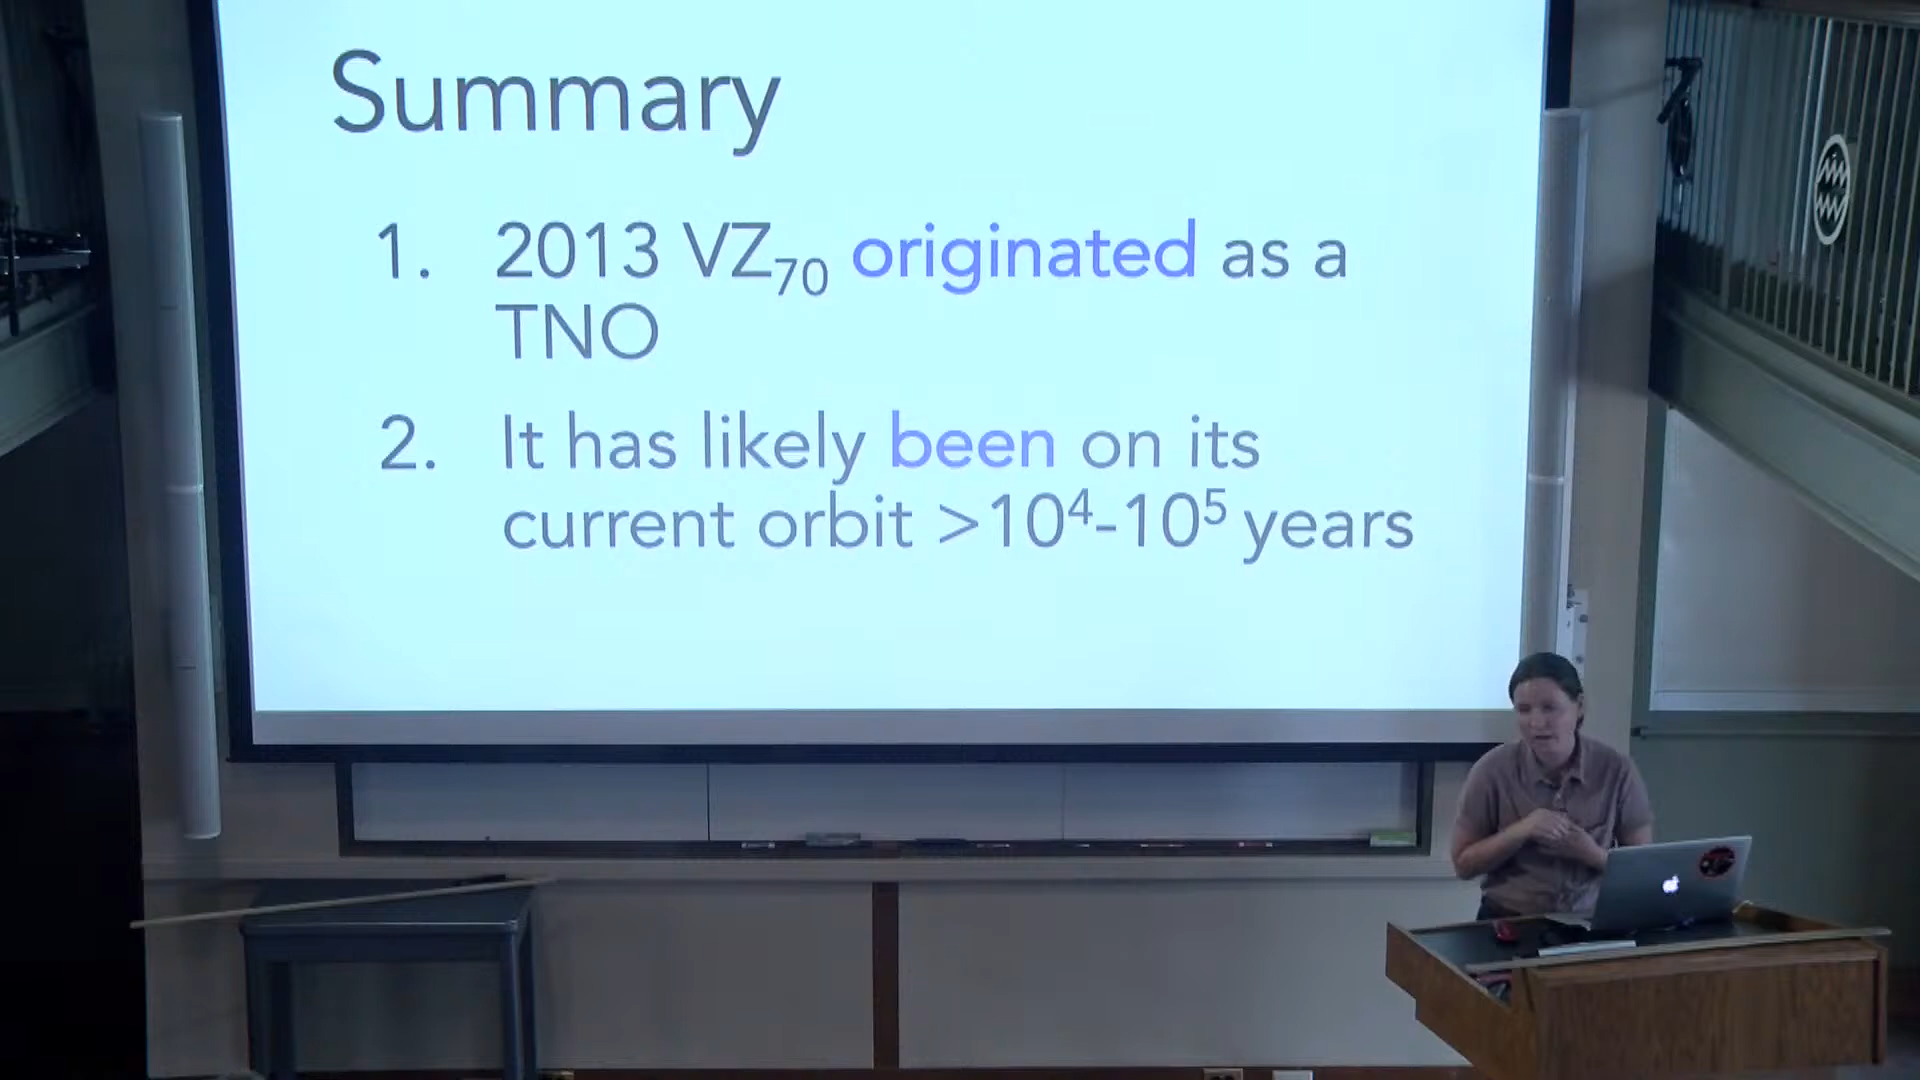 Summary
1. 2013 VZ₇₀ originated as a
TNO
2. It has likely been on its
current orbit >10⁴-10⁵ years